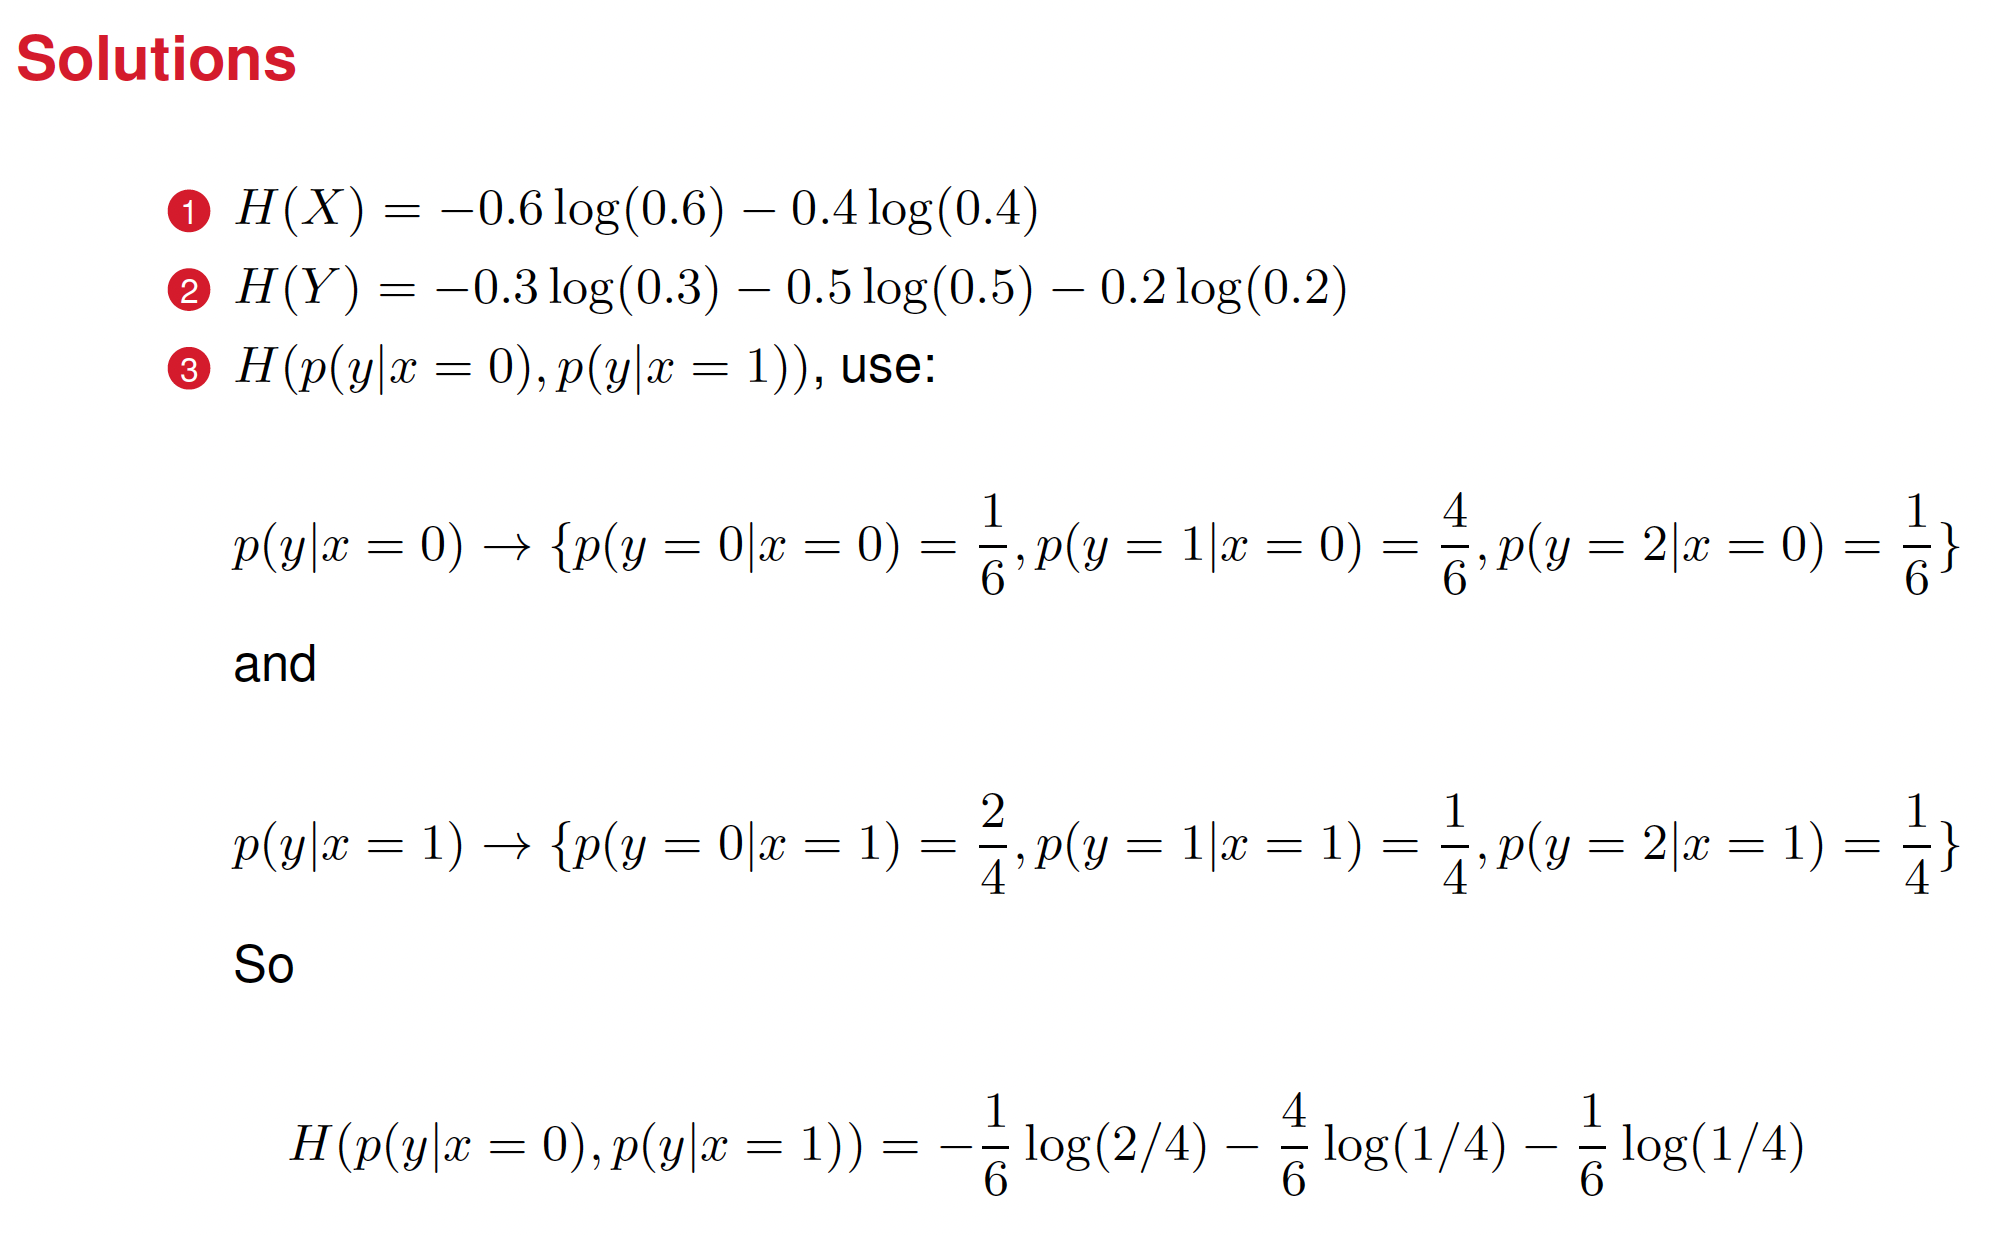 Solutions
1 H(X) = −0.6 log(0.6) − 0.4 log(0.4)
2 H(Y) = −0.3 log(0.3) − 0.5 log(0.5) − 0.2 log(0.2)
3 H(p(y|x = 0), p(y|x = 1)), use:
p(y|x = 0) → {p(y = 0|x = 0) = 1/6, p(y = 1|x = 0) = 4/6, p(y = 2|x = 0) = 1/6}
and
p(y|x = 1) → {p(y = 0|x = 1) = 2/4, p(y = 1|x = 1) = 1/4, p(y = 2|x = 1) = 1/4}
So
H(p(y|x = 0), p(y|x = 1)) = −1/6 log(2/4) − 4/6 log(1/4) − 1/6 log(1/4)